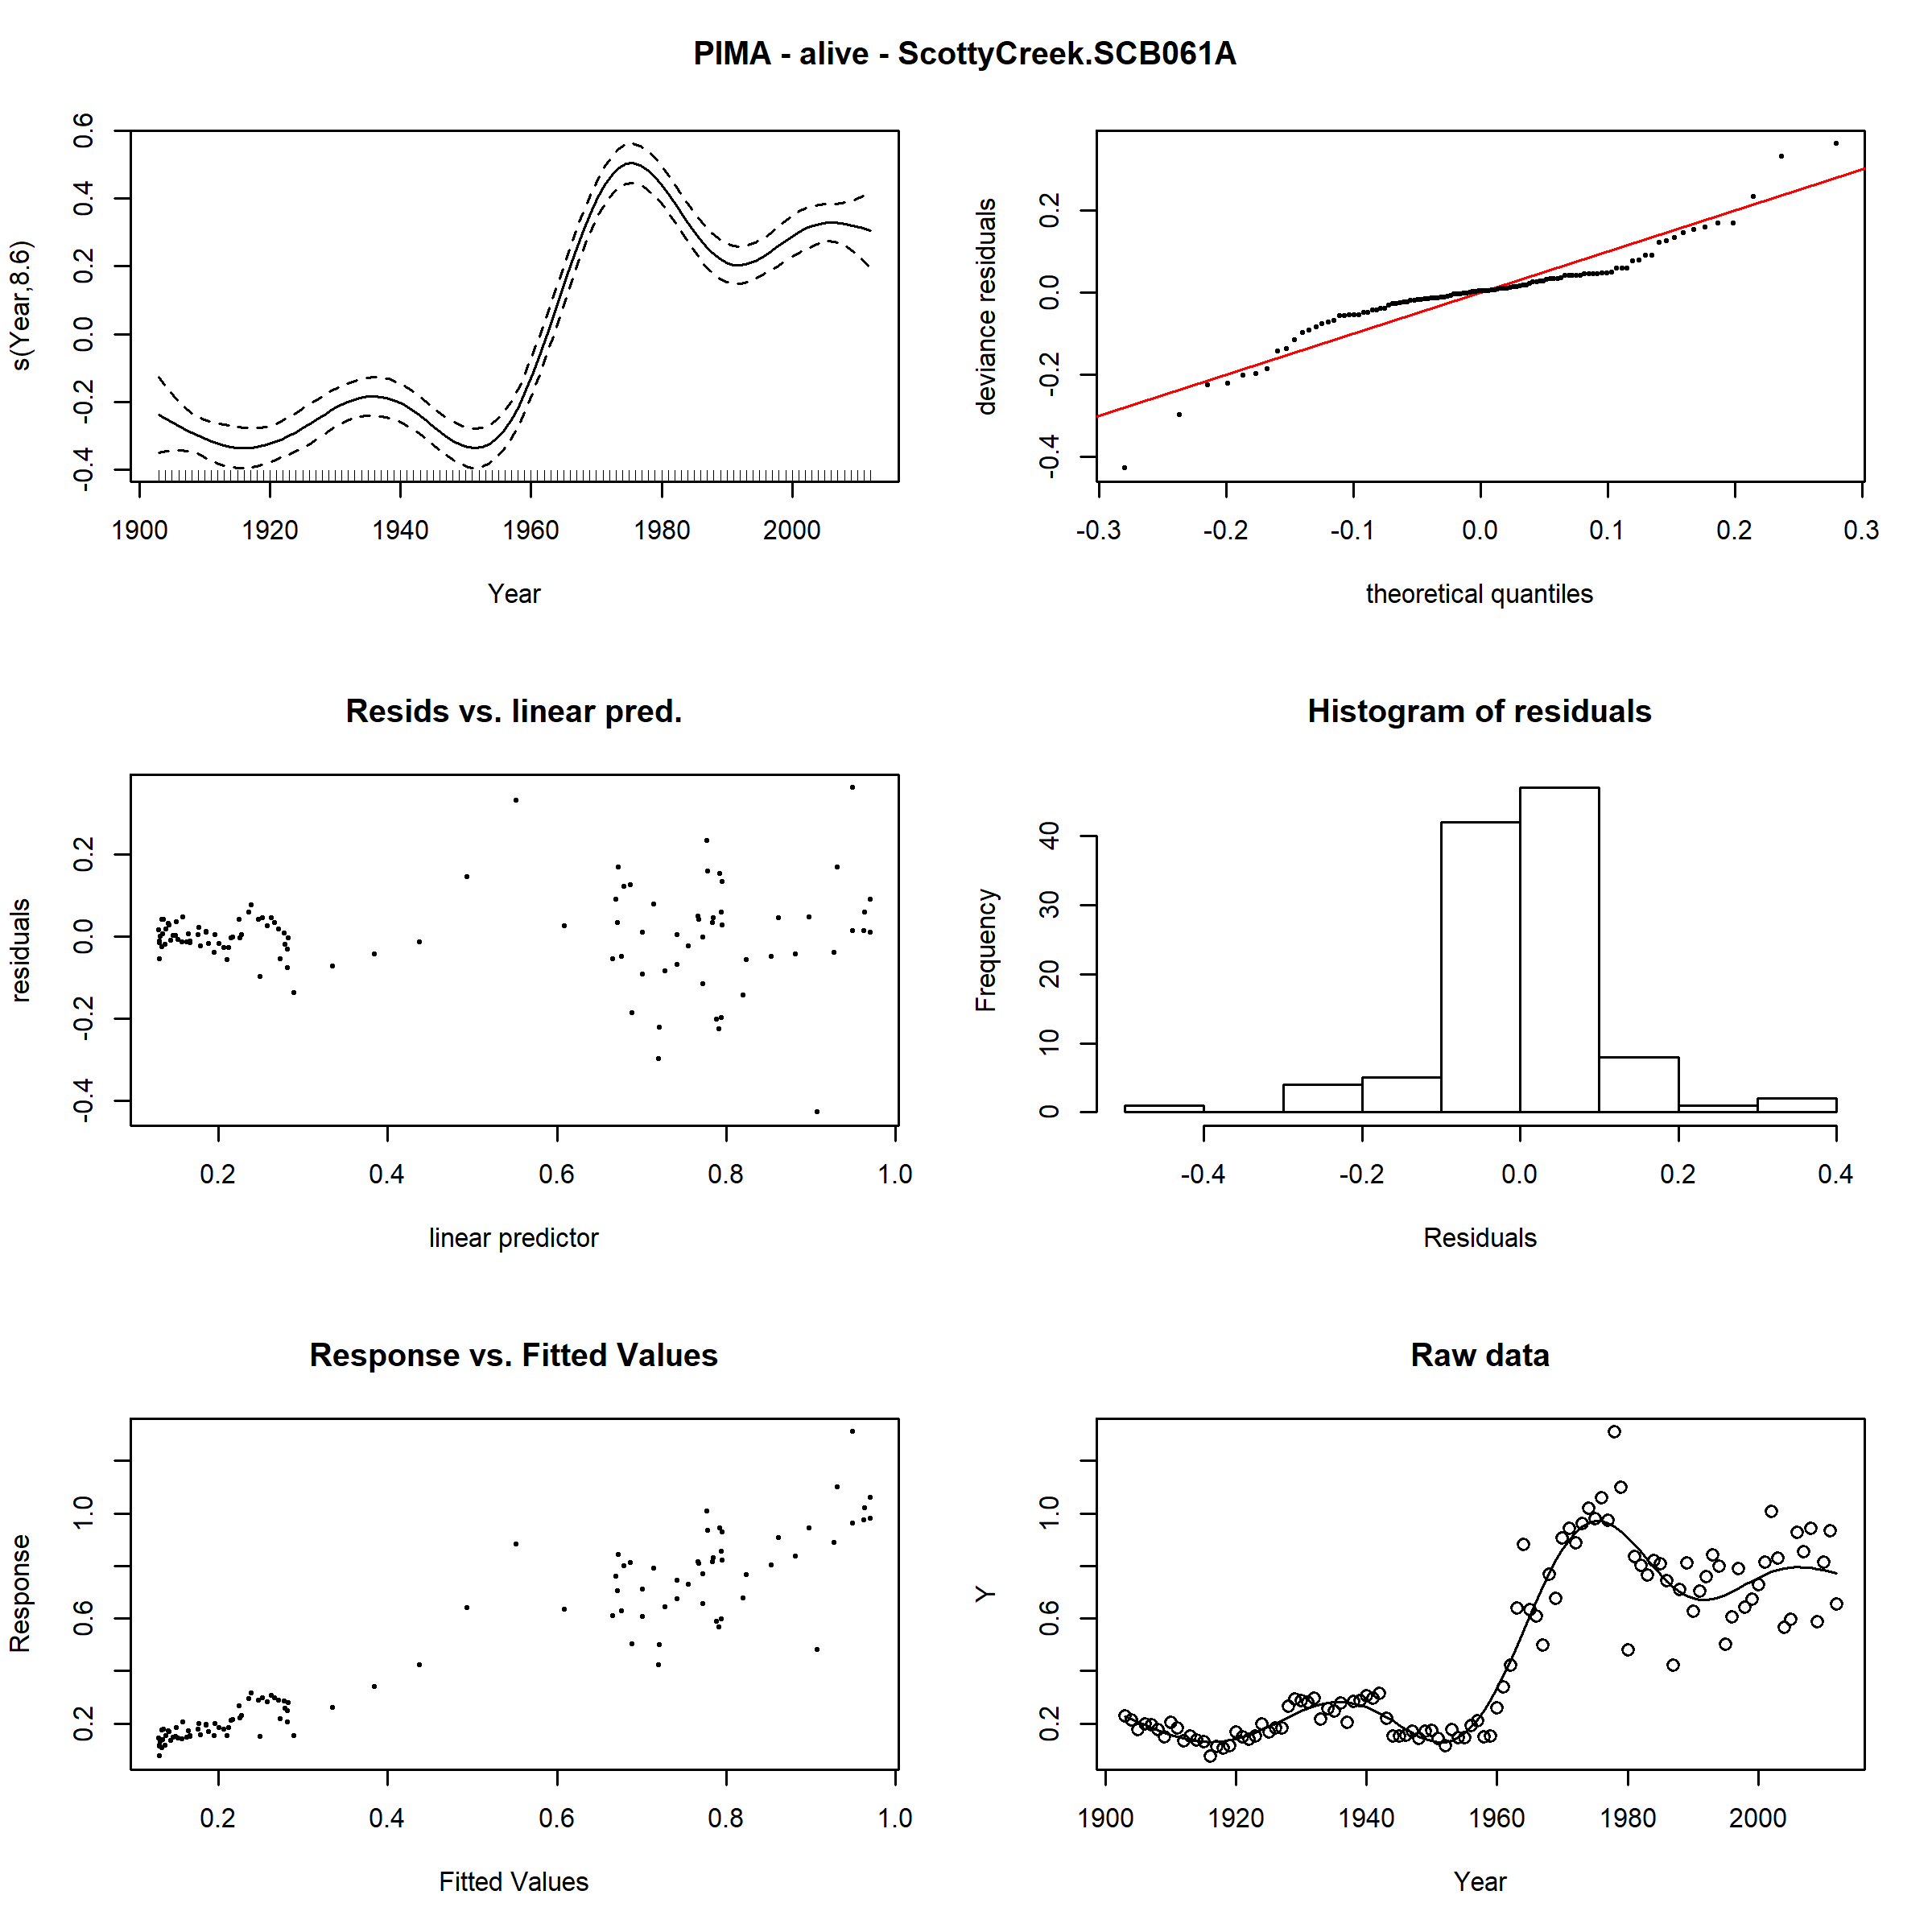 PIMA - alive - ScottyCreek.SCB061A
s(Year,8.6)
-0.4 -0.2 0.0 0.2 0.4 0.6
1900 1920 1940 1960 1980 2000
Year
deviance residuals
-0.4 -0.2 0.0 0.2
-0.3 -0.2 -0.1 0.0 0.1 0.2 0.3
theoretical quantiles
Resids vs. linear pred.
residuals
-0.4 -0.2 0.0 0.2
0.2 0.4 0.6 0.8 1.0
linear predictor
Histogram of residuals
Frequency
0 10 20 30 40
-0.4 -0.2 0.0 0.2 0.4
Residuals
Response vs. Fitted Values
Response
0.2 0.6 1.0
0.2 0.4 0.6 0.8 1.0
Fitted Values
Raw data
Y
0.2 0.6 1.0
1900 1920 1940 1960 1980 2000
Year